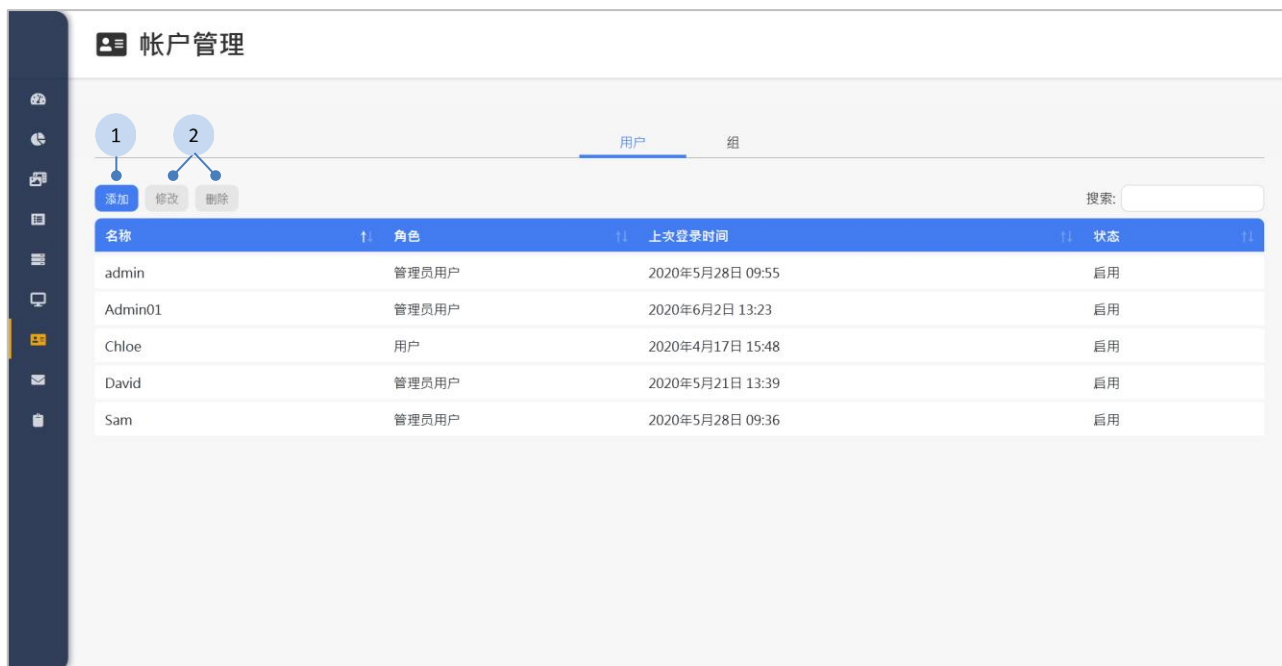 帐户管理
1 2
用户 组
添加 修改 删除 搜索:
名称 角色 上次登录时间 状态
admin 管理员用户 2020年5月28日 09:55 启用
Admin01 管理员用户 2020年6月2日 13:23 启用
Chloe 用户 2020年4月17日 15:48 启用
David 管理员用户 2020年5月21日 13:39 启用
Sam 管理员用户 2020年5月28日 09:36 启用